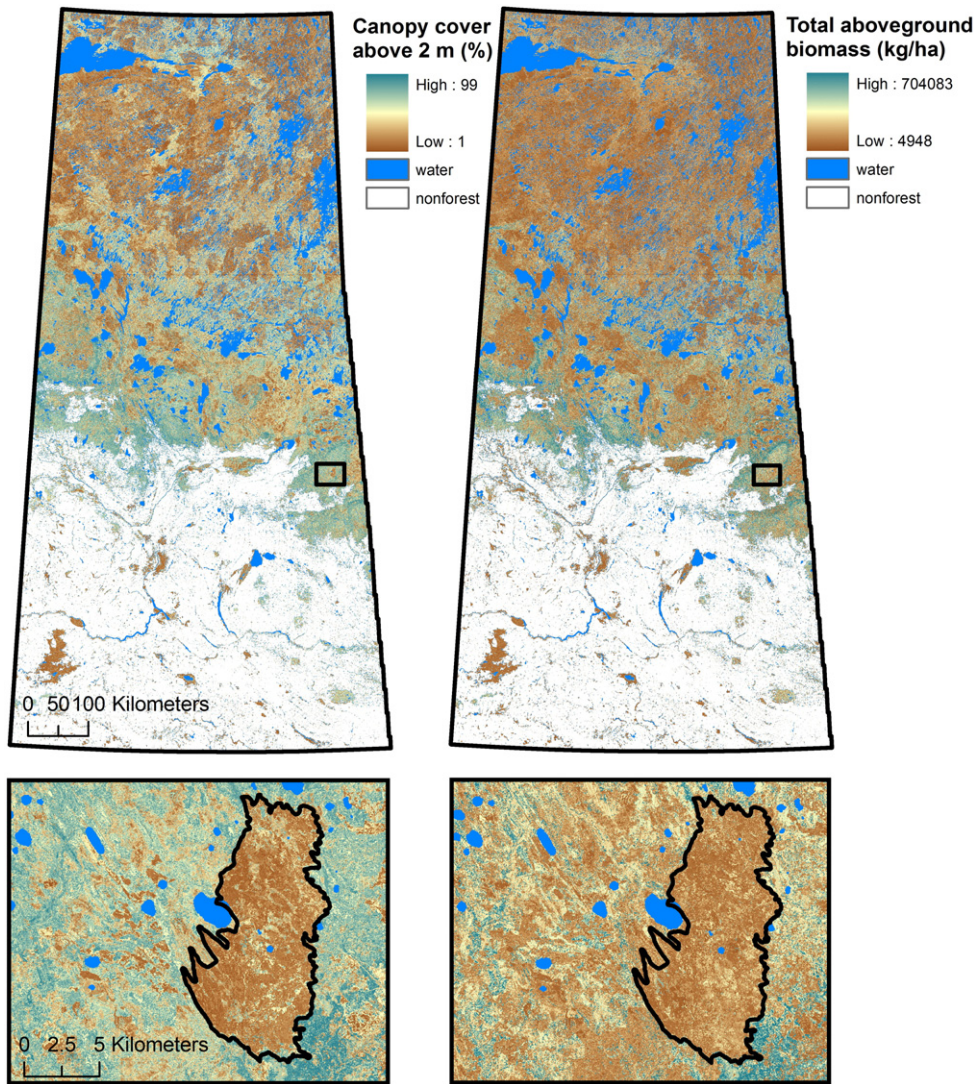 Canopy cover
above 2 m (%)
High : 99
Low : 1
water
nonforest
Total aboveground
biomass (kg/ha)
High : 704083
Low : 4948
water
nonforest
0 50100 Kilometers
0 2.5 5 Kilometers